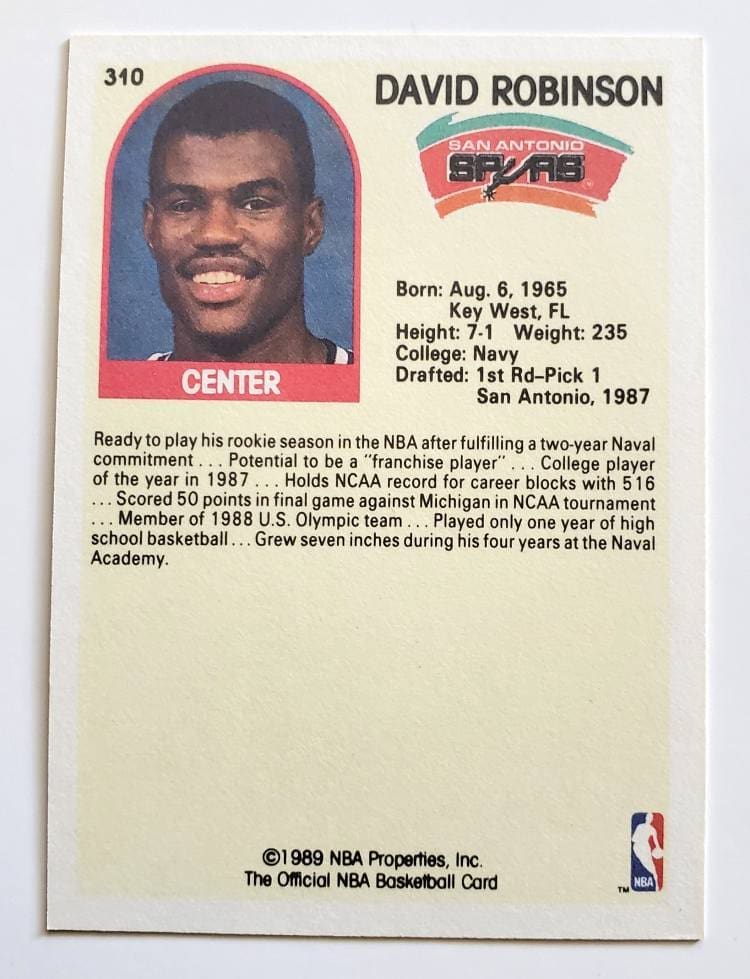 310
DAVID ROBINSON
SAN ANTONIO
SPURS
Born: Aug. 6, 1965
Key West, FL
Height: 7-1 Weight: 235
College: Navy
Drafted: 1st Rd–Pick 1
San Antonio, 1987
CENTER
Ready to play his rookie season in the NBA after fulfilling a two-year Naval
commitment . . . Potential to be a "franchise player" . . . College player
of the year in 1987 . . . Holds NCAA record for career blocks with 516
. . . Scored 50 points in final game against Michigan in NCAA tournament
. . . Member of 1988 U.S. Olympic team . . . Played only one year of high
school basketball . . . Grew seven inches during his four years at the Naval
Academy.
©1989 NBA Properties, Inc.
The Official NBA Basketball Card
TM NBA